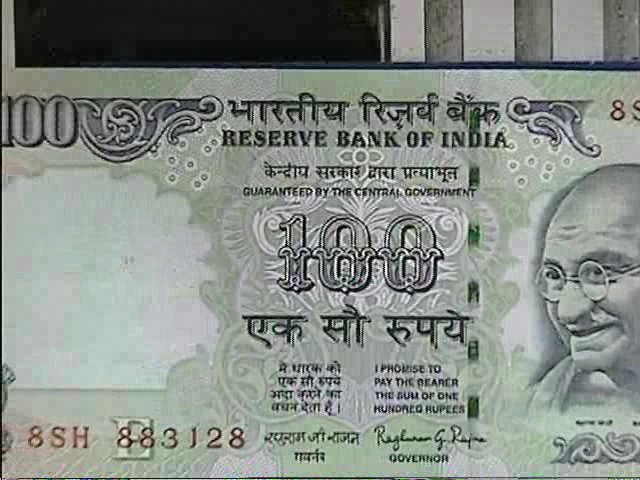 100 भारतीय रिज़र्व बैंक 8S
RESERVE BANK OF INDIA
केन्दीय सरकार द्वारा प्रत्याभूत
GUARANTEED BY THE CENTRAL GOVERNMENT
100
एक सौ रुपये
मैं धारक को
एक सौ रुपये
अदा करने का
वचन देता हूँ।
I PROMISE TO
PAY THE BEARER
THE SUM OF ONE
HUNDRED RUPEES
8SH 883128
E
गवर्नर
Raghuram G. Rajan
GOVERNOR